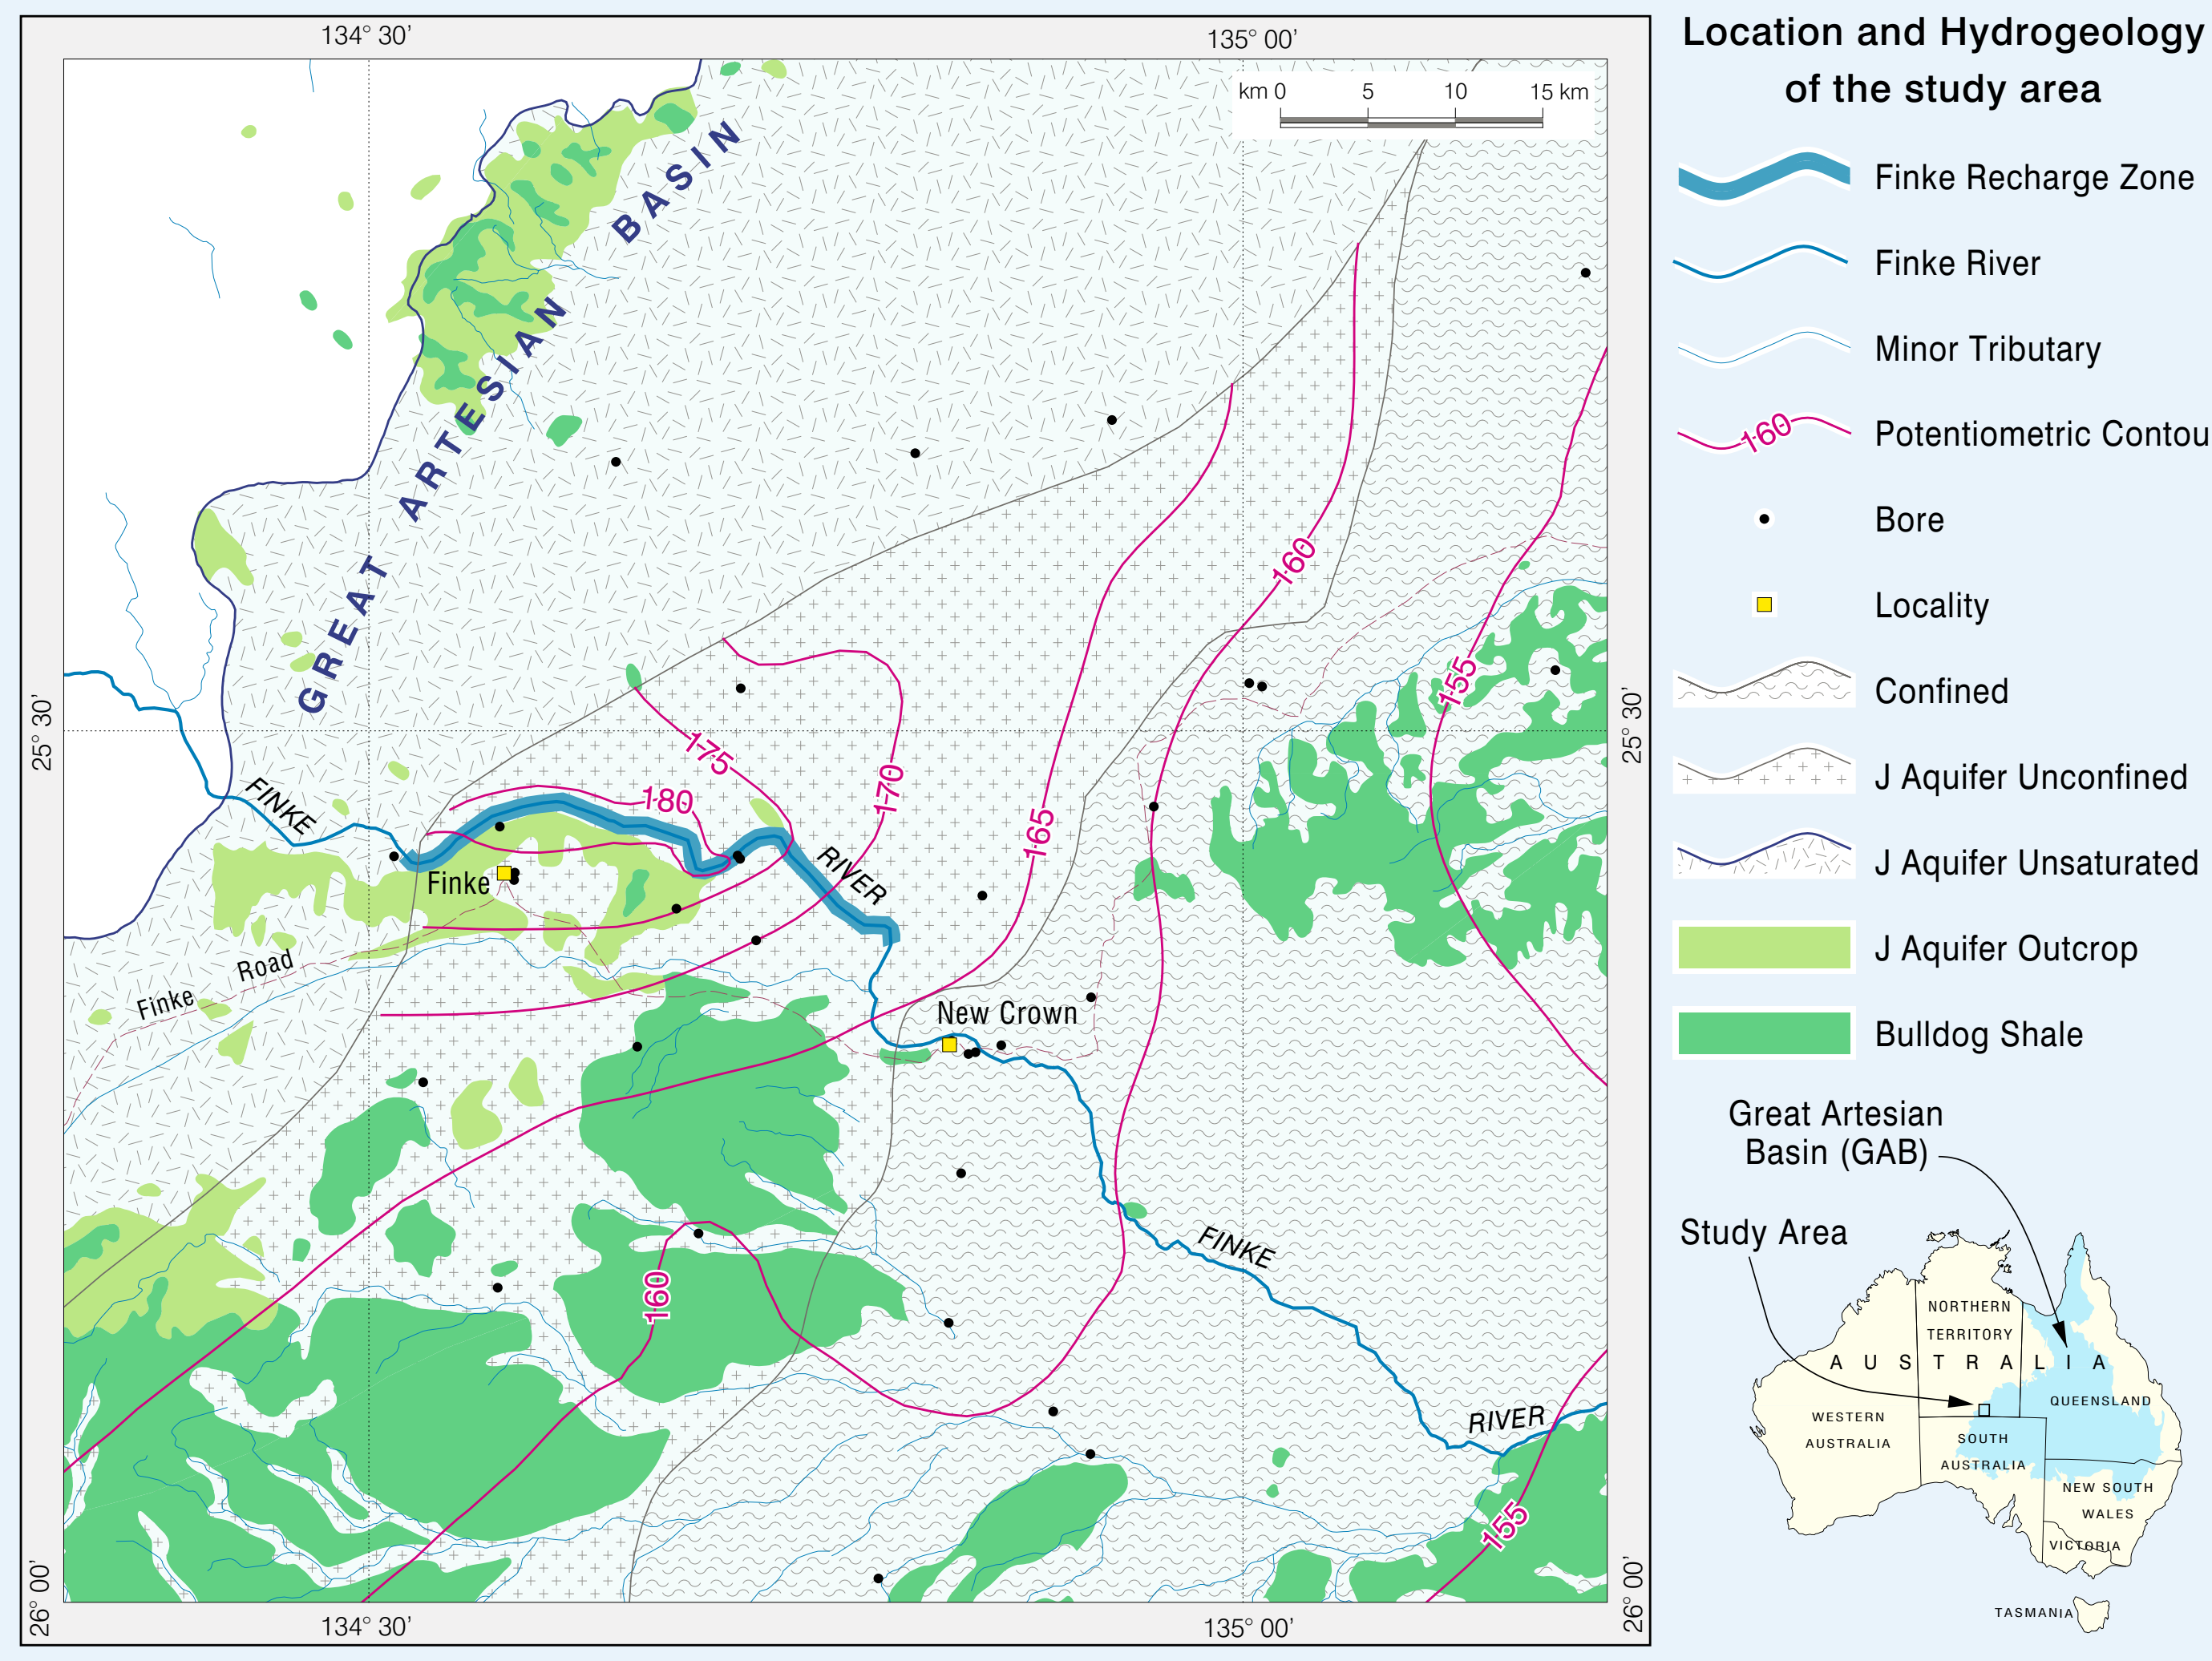 134° 30'
135° 00'
km 0 5 10 15 km
GREAT ARTESIAN BASIN
25° 30'
25° 30'
160
155
175
180
170
165
FINKE
RIVER
Finke
Finke Road
New Crown
160
FINKE
RIVER
155
26° 00'
26° 00'
134° 30'
135° 00'
Location and Hydrogeology
of the study area
Finke Recharge Zone
Finke River
Minor Tributary
160
Potentiometric Contou
Bore
Locality
Confined
J Aquifer Unconfined
J Aquifer Unsaturated
J Aquifer Outcrop
Bulldog Shale
Great Artesian
Basin (GAB)
Study Area
NORTHERN
TERRITORY
AUSTRALIA
QUEENSLAND
WESTERN
AUSTRALIA
SOUTH
AUSTRALIA
NEW SOUTH
WALES
VICTORIA
TASMANIA